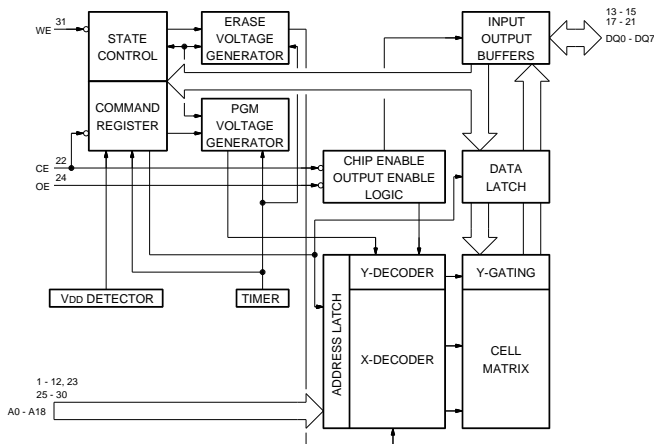 31
WE
STATE
CONTROL
ERASE
VOLTAGE
GENERATOR
INPUT
OUTPUT
BUFFERS
13 - 15
17 - 21
DQ0 - DQ7
COMMAND
REGISTER
PGM
VOLTAGE
GENERATOR
22
CE
24
OE
CHIP ENABLE
OUTPUT ENABLE
LOGIC
DATA
LATCH
VDD DETECTOR
TIMER
ADDRESS LATCH
Y-DECODER
X-DECODER
Y-GATING
CELL
MATRIX
1 - 12, 23
25 - 30
A0 - A18